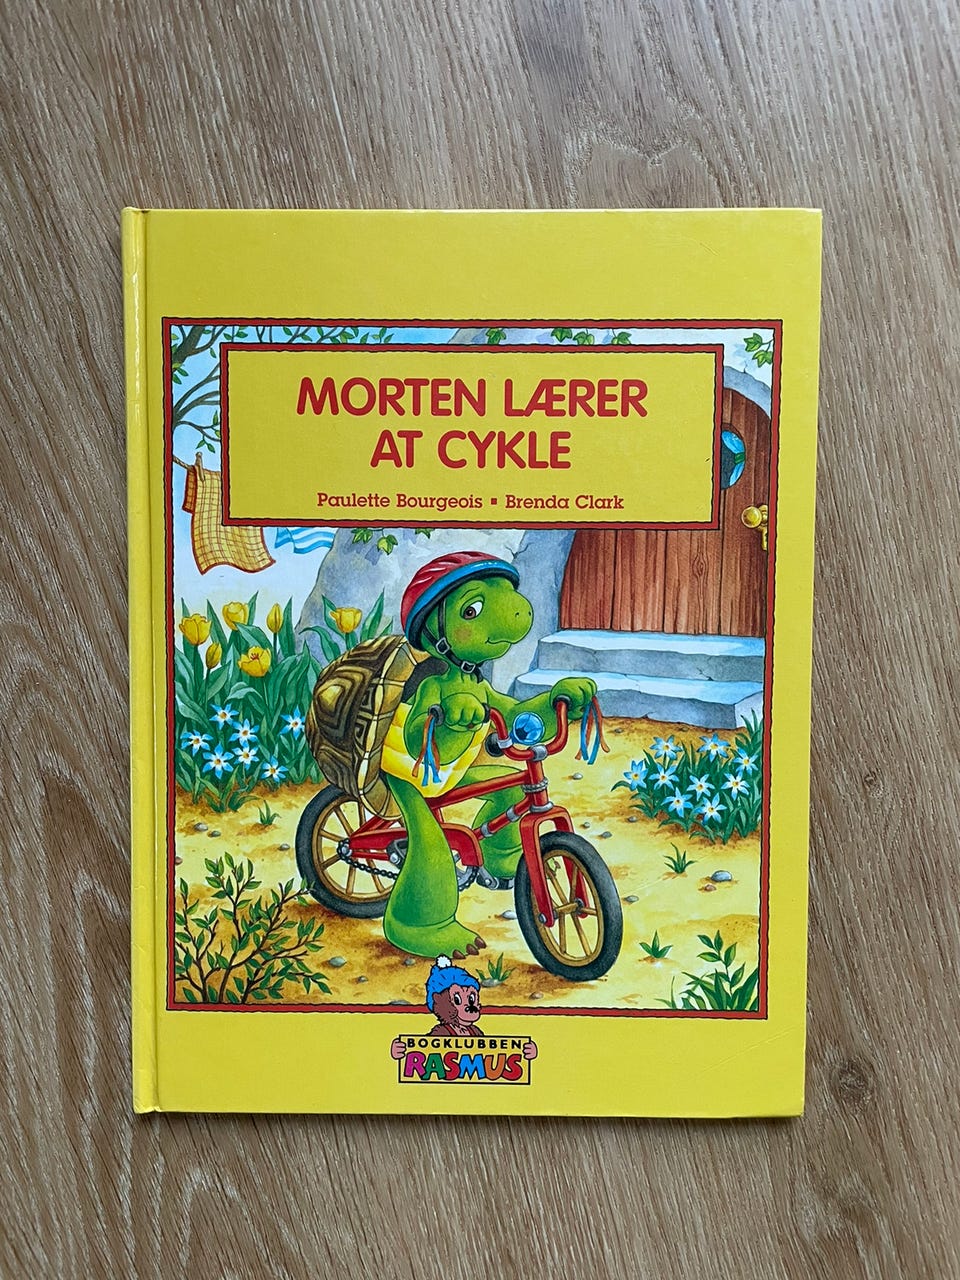 MORTEN LÆRER
AT CYKLE
Paulette Bourgeois ▪ Brenda Clark
BOGKLUBBEN
RASMUS